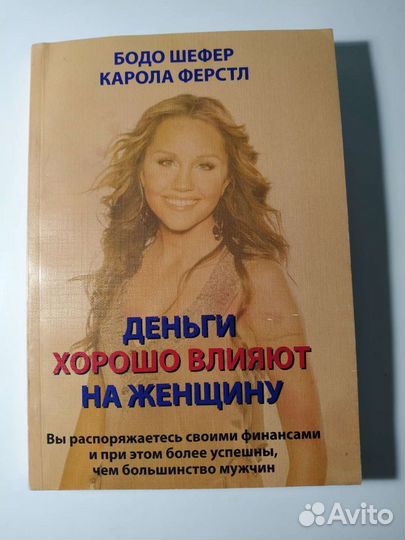 БОДО ШЕФЕР
КАРОЛА ФЕРСТЛ
ДЕНЬГИ
ХОРОШО ВЛИЯЮТ
НА ЖЕНЩИНУ
Вы распоряжаетесь своими финансами
и при этом более успешны,
чем большинство мужчин
Avito